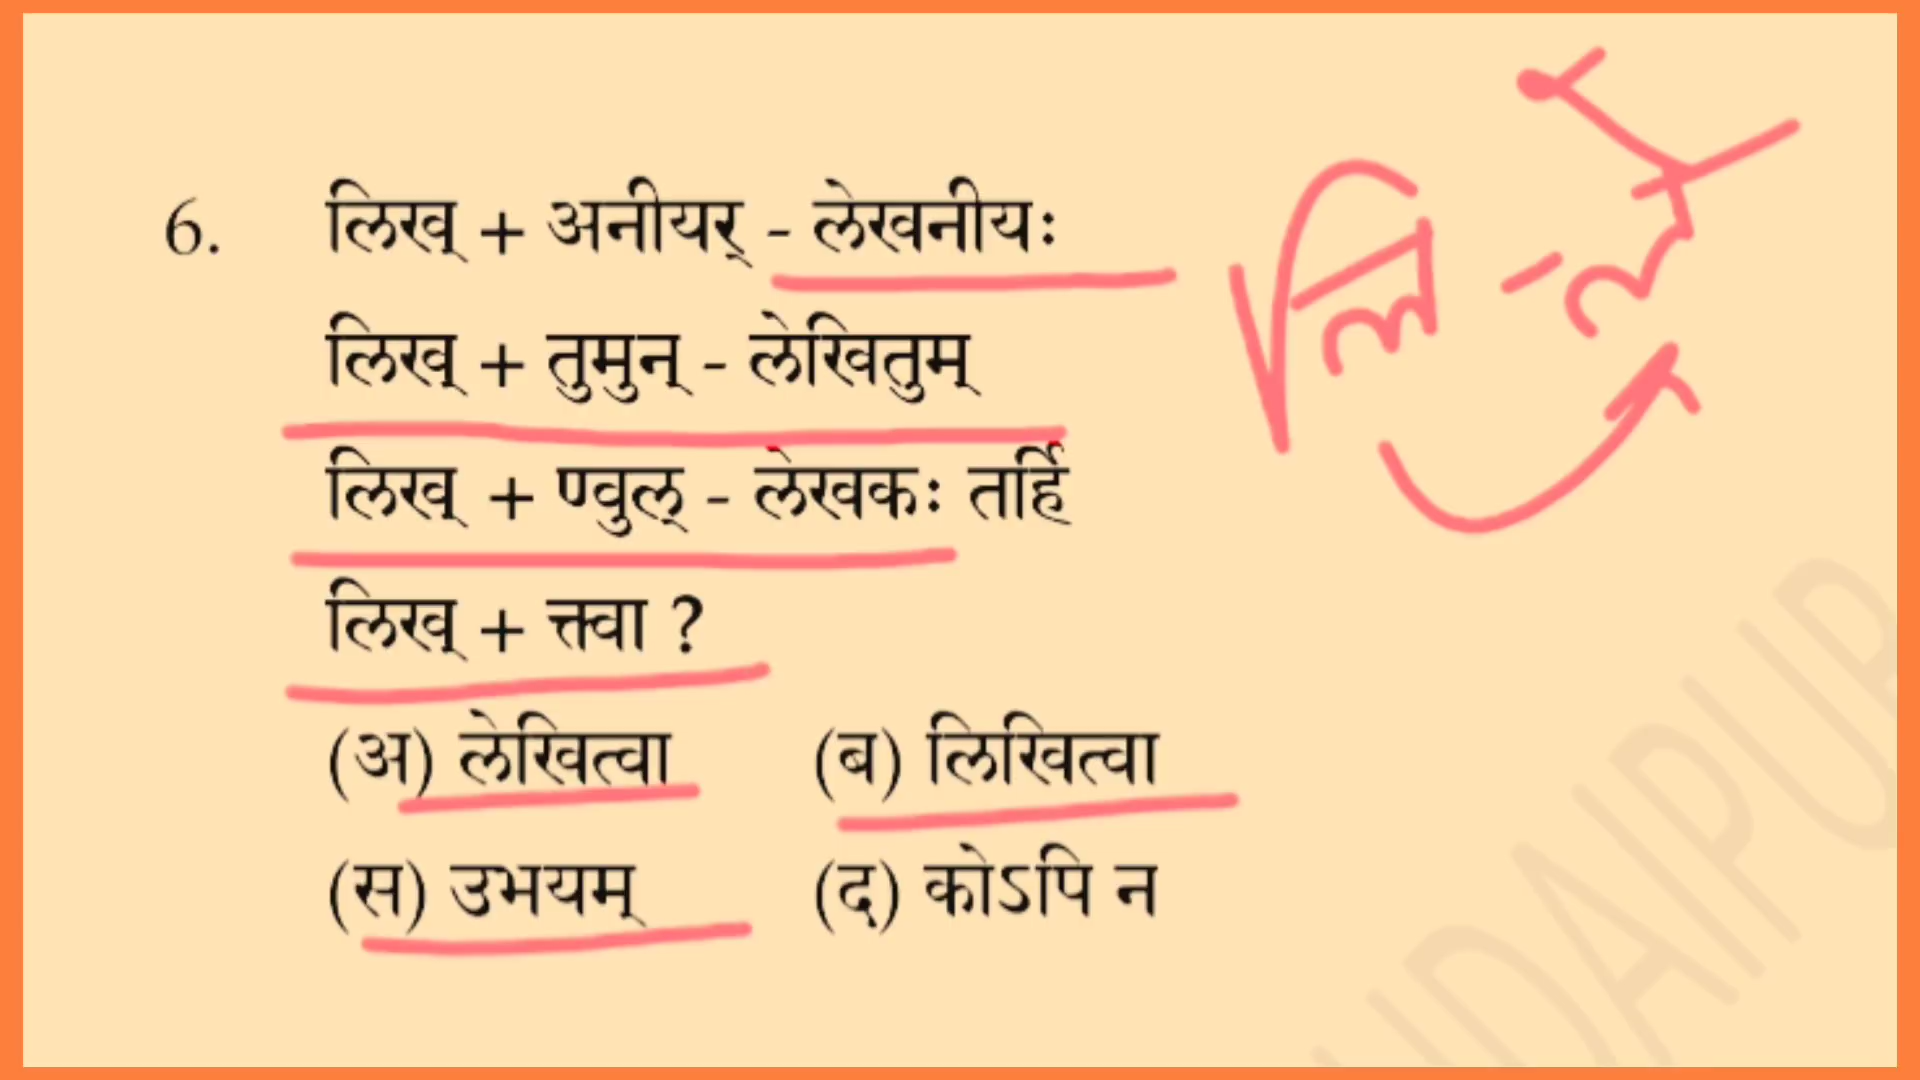 6. लिख् + अनीयर् - लेखनीयः
लिख् + तुमुन् - लेखितुम्
लिख् + ण्वुल् - लेखकः तर्हि
लिख् + त्त्वा ?
(अ) लेखित्वा (ब) लिखित्वा
(स) उभयम् (द) कोऽपि न
लि - ले